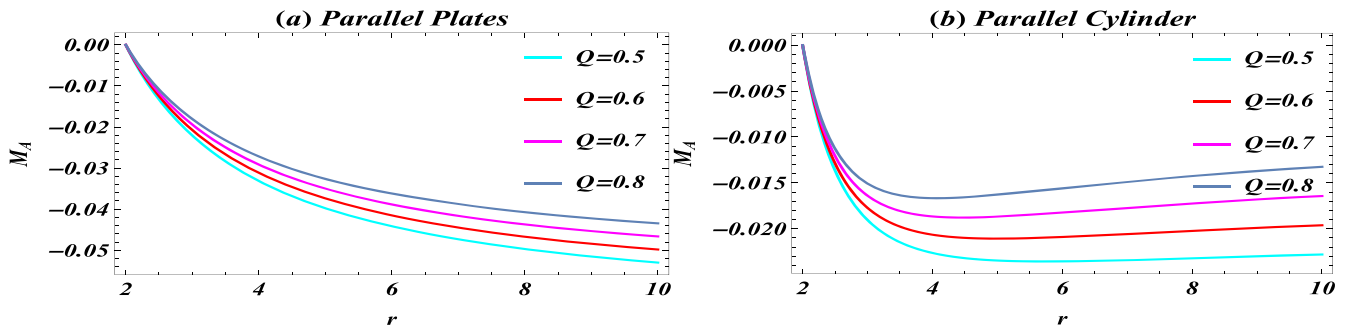 (a) Parallel Plates
0.00
−0.01
−0.02
−0.03
−0.04
−0.05
M_A
Q=0.5
Q=0.6
Q=0.7
Q=0.8
2 4 6 8 10
r
(b) Parallel Cylinder
0.000
−0.005
−0.010
−0.015
−0.020
M_A
Q=0.5
Q=0.6
Q=0.7
Q=0.8
2 4 6 8 10
r